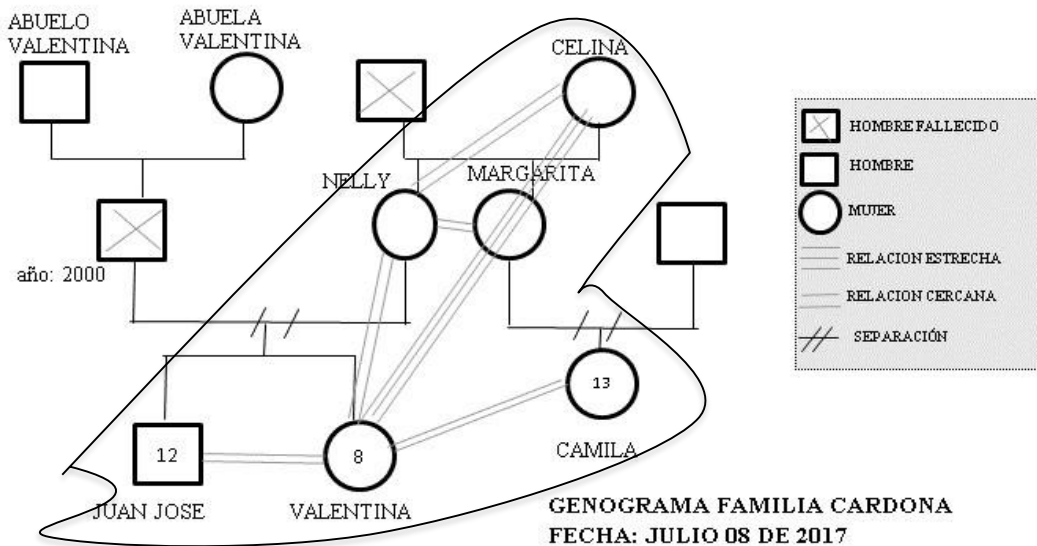 ABUELO
VALENTINA
ABUELA
VALENTINA
CELINA
NELLY
MARGARITA
año: 2000
12
8
13
JUAN JOSE
VALENTINA
CAMILA
HOMBRE FALLECIDO
HOMBRE
MUJER
RELACION ESTRECHA
RELACION CERCANA
SEPARACIÓN
GENOGRAMA FAMILIA CARDONA
FECHA: JULIO 08 DE 2017